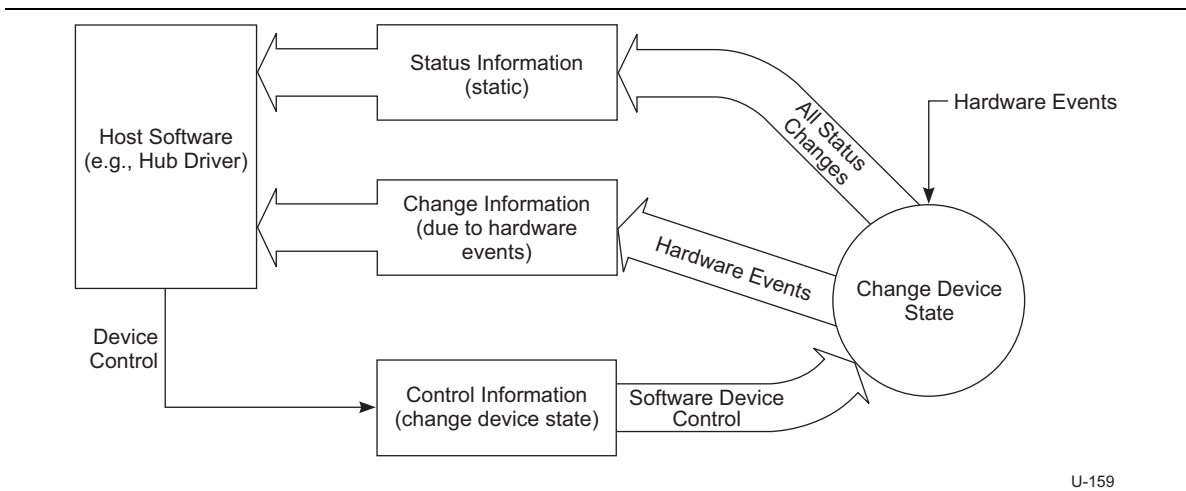 Status Information
(static)
All Status
Changes
Hardware Events
Host Software
(e.g., Hub Driver)
Change Information
(due to hardware
events)
Hardware Events
Change Device
State
Device
Control
Control Information
(change device state)
Software Device
Control
U-159